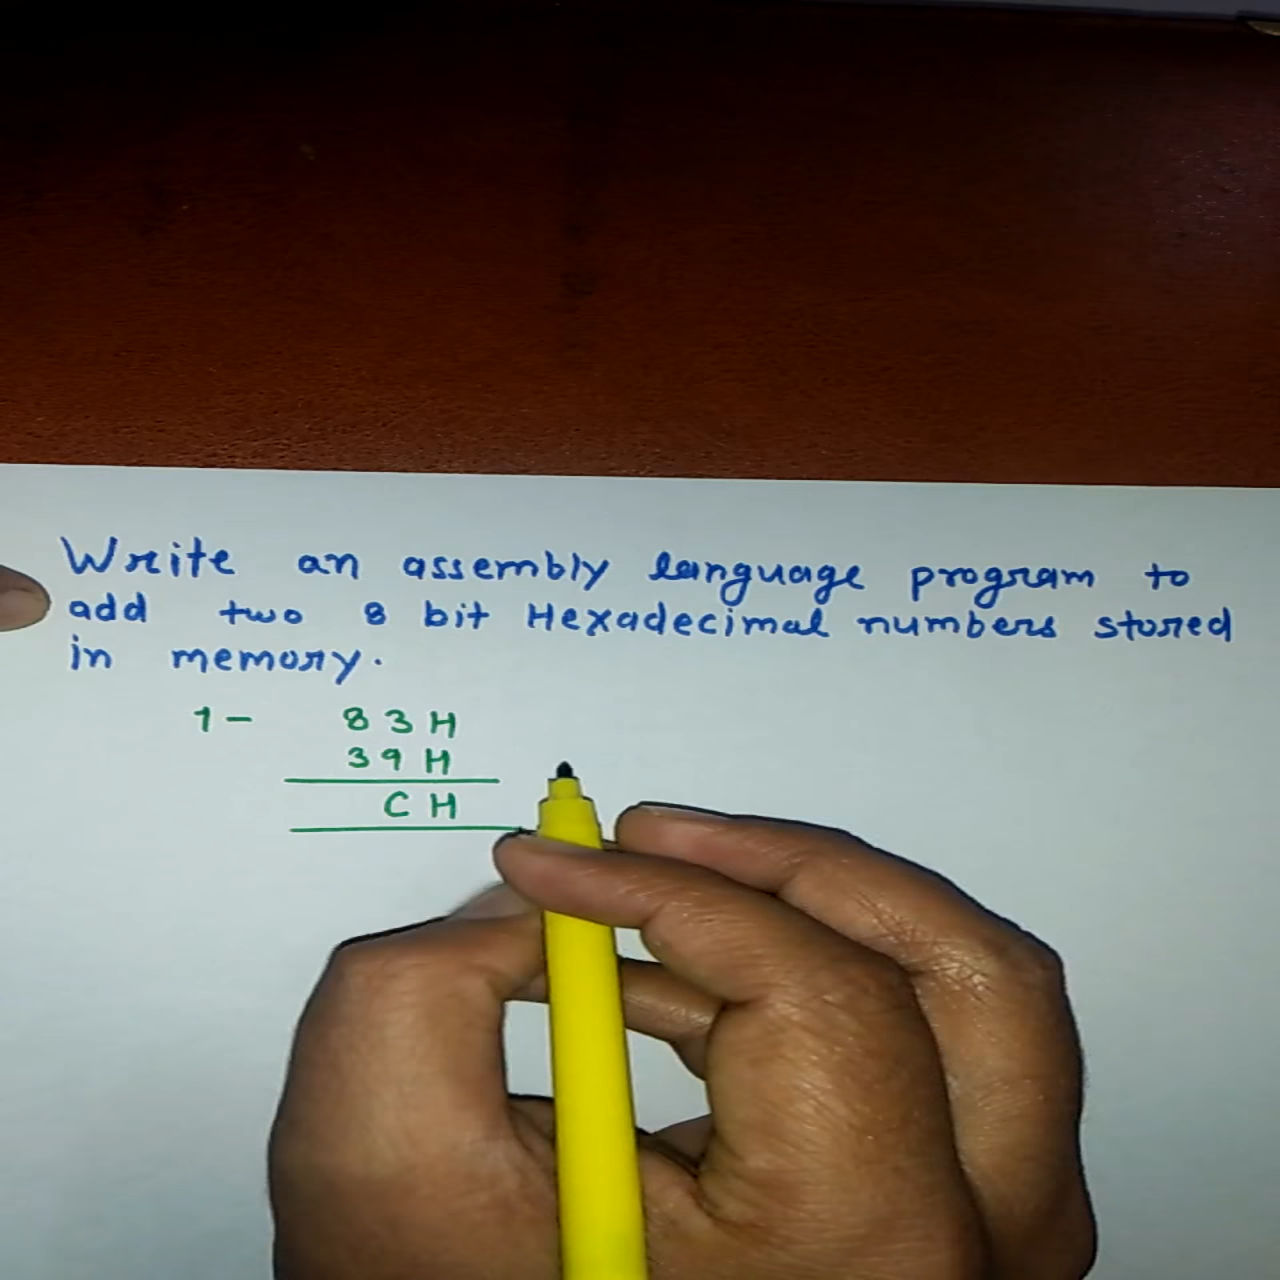 Write an assembly language program to
add two 8 bit Hexadecimal numbers stored
in memory.
1- 83H
39H
CH